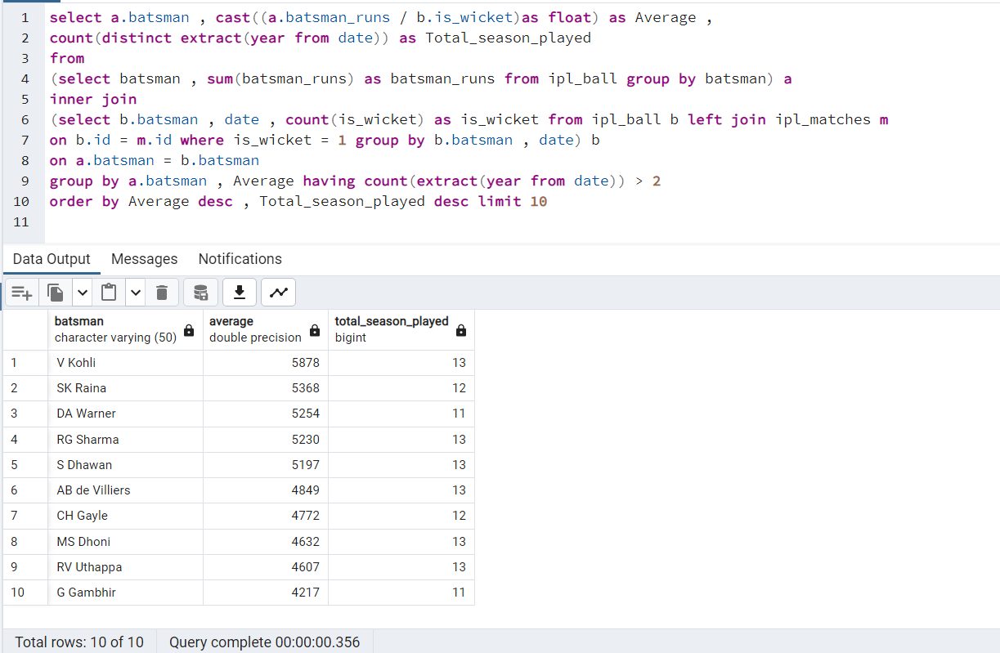 1 select a.batsman , cast((a.batsman_runs / b.is_wicket)as float) as Average ,
2 count(distinct extract(year from date)) as Total_season_played
3 from
4 (select batsman , sum(batsman_runs) as batsman_runs from ipl_ball group by batsman) a
5 inner join
6 (select b.batsman , date , count(is_wicket) as is_wicket from ipl_ball b left join ipl_matches m
7 on b.id = m.id where is_wicket = 1 group by b.batsman , date) b
8 on a.batsman = b.batsman
9 group by a.batsman , Average having count(extract(year from date)) > 2
10 order by Average desc , Total_season_played desc limit 10
11
Data Output Messages Notifications
batsman average total_season_played
character varying (50) double precision bigint
1 V Kohli 5878 13
2 SK Raina 5368 12
3 DA Warner 5254 11
4 RG Sharma 5230 13
5 S Dhawan 5197 13
6 AB de Villiers 4849 13
7 CH Gayle 4772 12
8 MS Dhoni 4632 13
9 RV Uthappa 4607 13
10 G Gambhir 4217 11
Total rows: 10 of 10 Query complete 00:00:00.356